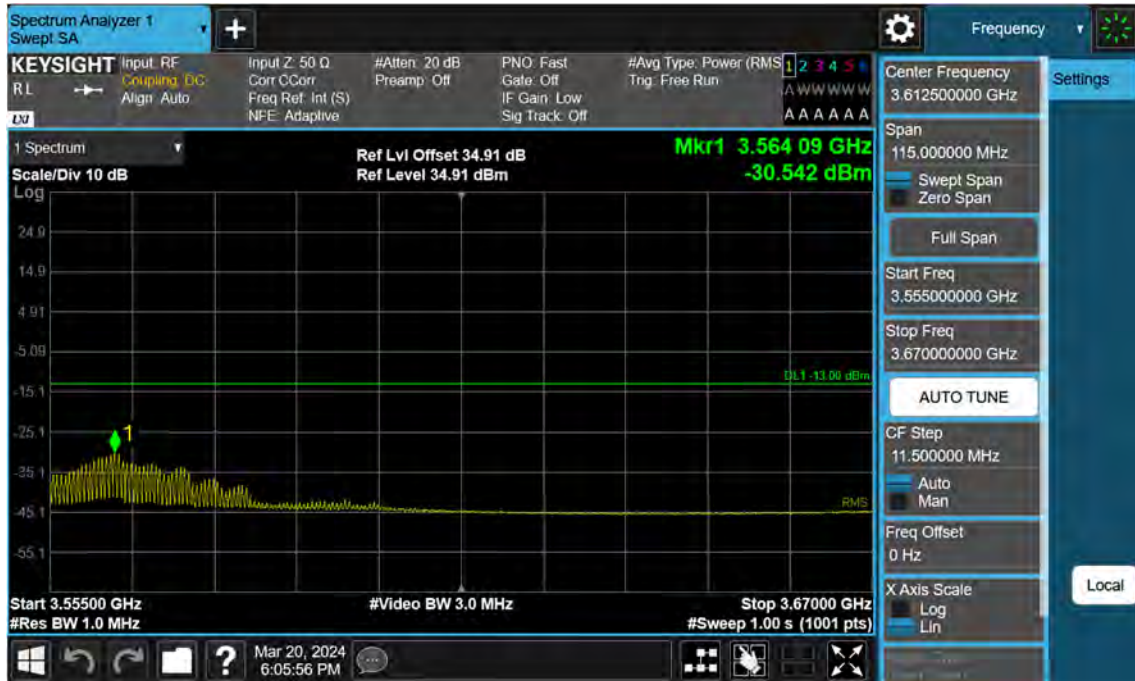 Spectrum Analyzer 1
Swept SA
Frequency
KEYSIGHT
RL
LXI
Input: RF
Coupling: DC
Align: Auto
Input Z: 50 Ω
Corr CCorr
Freq Ref: Int (S)
NFE: Adaptive
#Atten: 20 dB
Preamp: Off
PNO: Fast
Gate: Off
IF Gain: Low
Sig Track: Off
#Avg Type: Power (RMS
Trig: Free Run
1 2 3 4 5 6
A W W W W W
A A A A A A
1 Spectrum
Scale/Div 10 dB
Ref Lvl Offset 34.91 dB
Ref Level 34.91 dBm
Mkr1 3.564 09 GHz
-30.542 dBm
Log
24.9
14.9
4.91
-5.09
DL1 -13.00 dBm
-15.1
-25.1
1
-35.1
RMS
-45.1
-55.1
Start 3.55500 GHz
#Video BW 3.0 MHz
Stop 3.67000 GHz
#Res BW 1.0 MHz
#Sweep 1.00 s (1001 pts)
?
Mar 20, 2024
6:05:56 PM
Center Frequency
3.612500000 GHz
Span
115.000000 MHz
Swept Span
Zero Span
Full Span
Start Freq
3.555000000 GHz
Stop Freq
3.670000000 GHz
AUTO TUNE
CF Step
11.500000 MHz
Auto
Man
Freq Offset
0 Hz
X Axis Scale
Log
Lin
Settings
Local